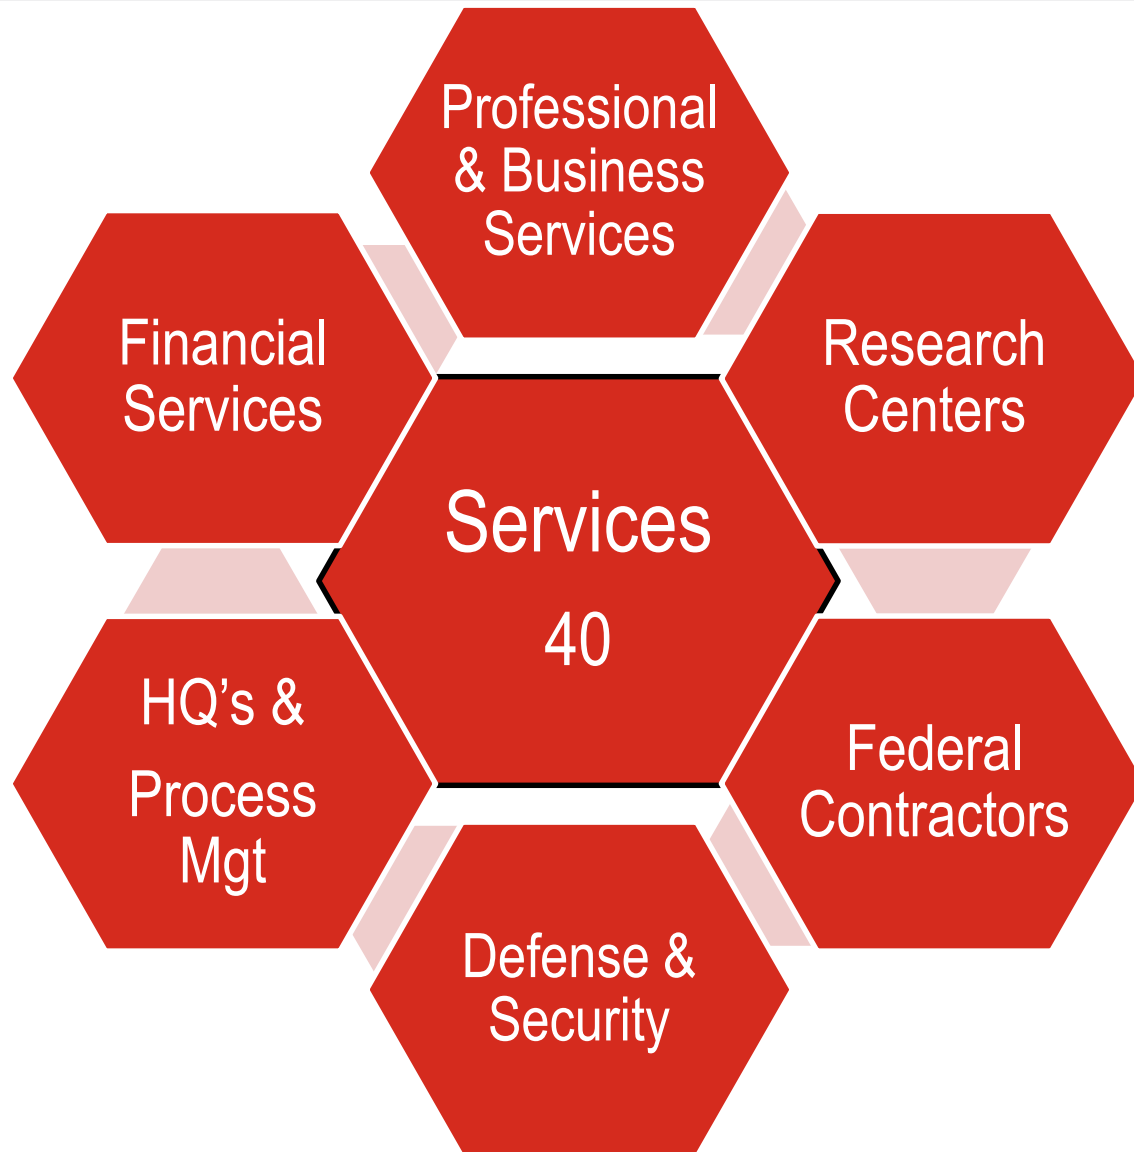 Professional
& Business
Services
Financial
Services
Research
Centers
Services
40
HQ’s &
Process
Mgt
Federal
Contractors
Defense &
Security